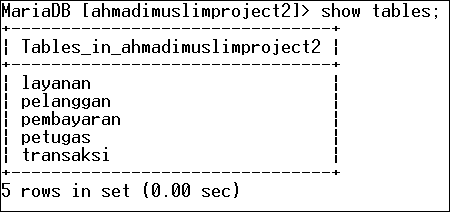 MariaDB [ahmadimuslimproject2]> show tables;
+------------------------------+
| Tables_in_ahmadimuslimproject2 |
+------------------------------+
| layanan                      |
| pelanggan                    |
| pembayaran                   |
| petugas                      |
| transaksi                    |
+------------------------------+
5 rows in set (0.00 sec)